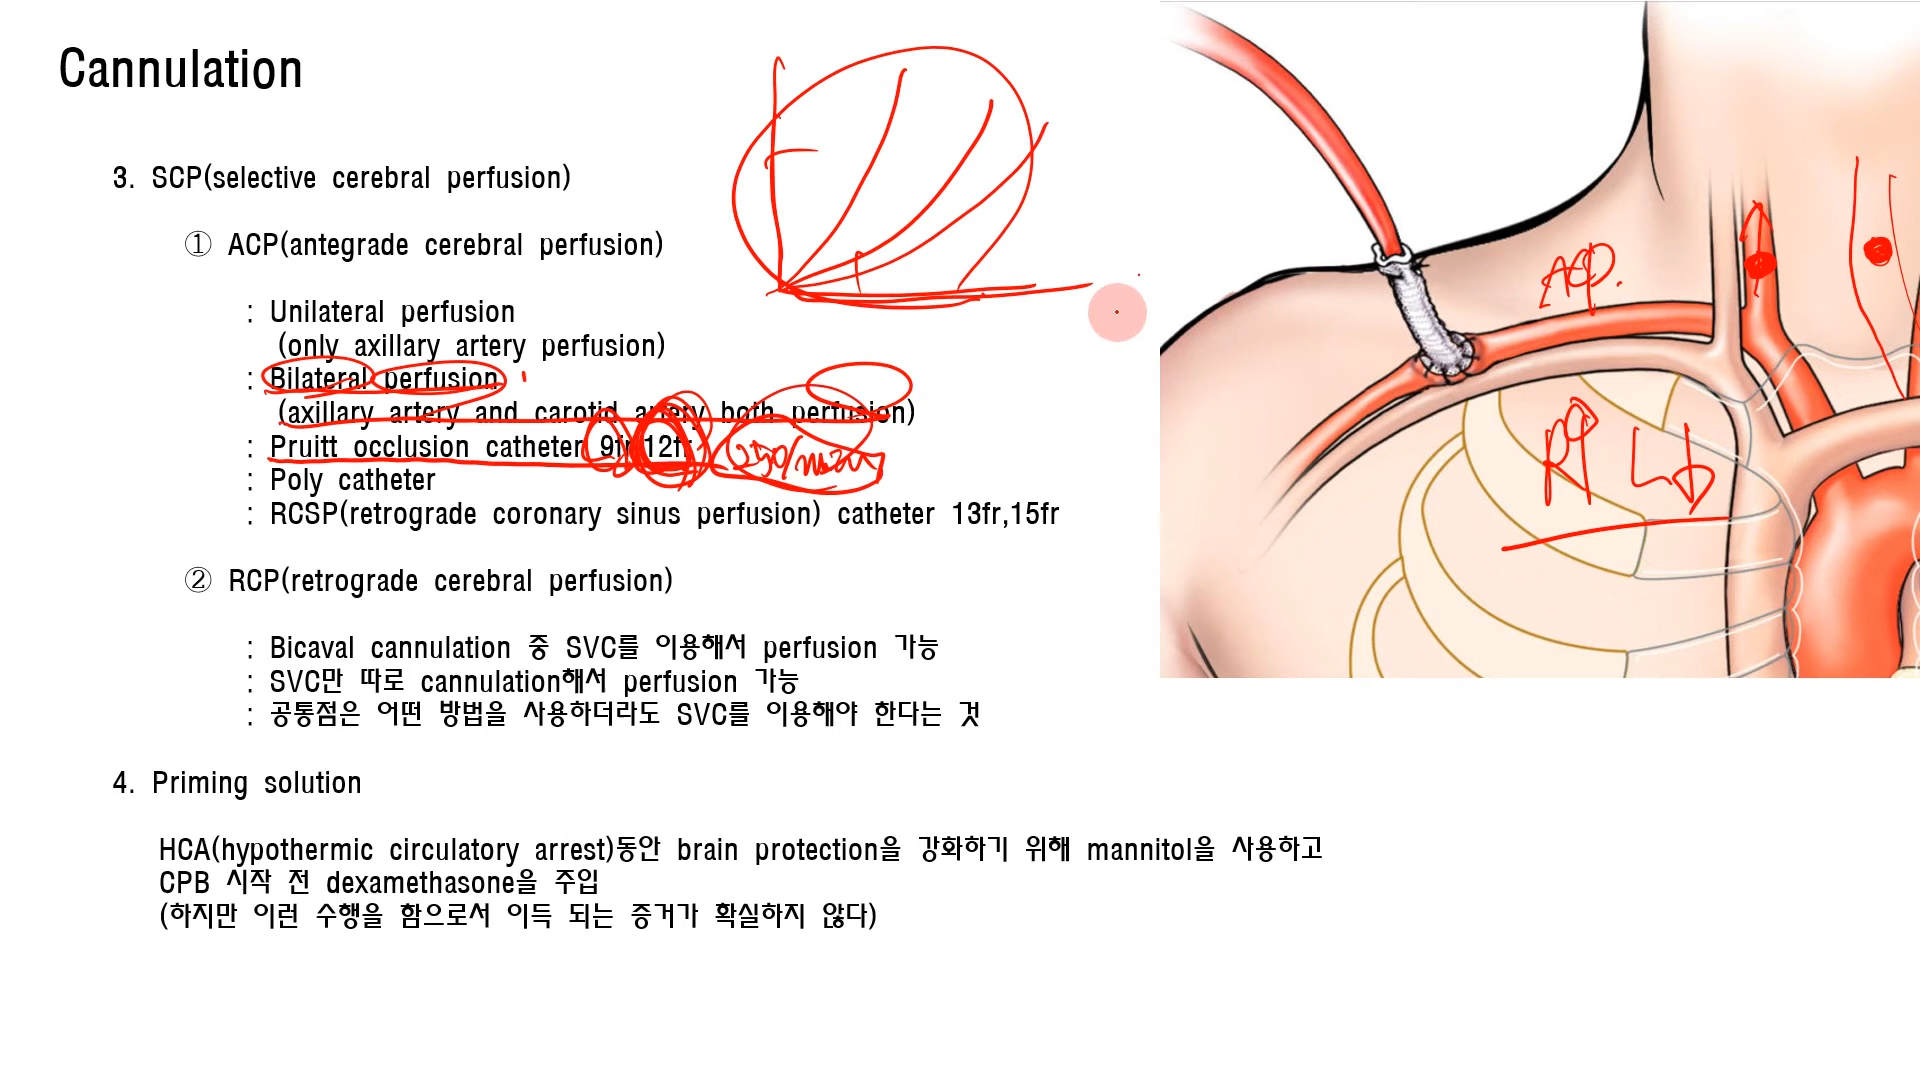 Cannulation
3. SCP(selective cerebral perfusion)
① ACP(antegrade cerebral perfusion)
: Unilateral perfusion
(only axillary artery perfusion)
: Bilateral perfusion
(axillary artery and carotid artery both perfusion)
: Pruitt occlusion catheter 9fr,12fr
: Poly catheter
: RCSP(retrograde coronary sinus perfusion) catheter 13fr,15fr
② RCP(retrograde cerebral perfusion)
: Bicaval cannulation 중 SVC를 이용해서 perfusion 가능
: SVC만 따로 cannulation해서 perfusion 가능
: 공통점은 어떤 방법을 사용하더라도 SVC를 이용해야 한다는 것
4. Priming solution
HCA(hypothermic circulatory arrest)동안 brain protection을 강화하기 위해 mannitol을 사용하고
CPB 시작 전 dexamethasone을 주입
(하지만 이런 수행을 함으로서 이득 되는 증거가 확실하지 않다)
ACP.